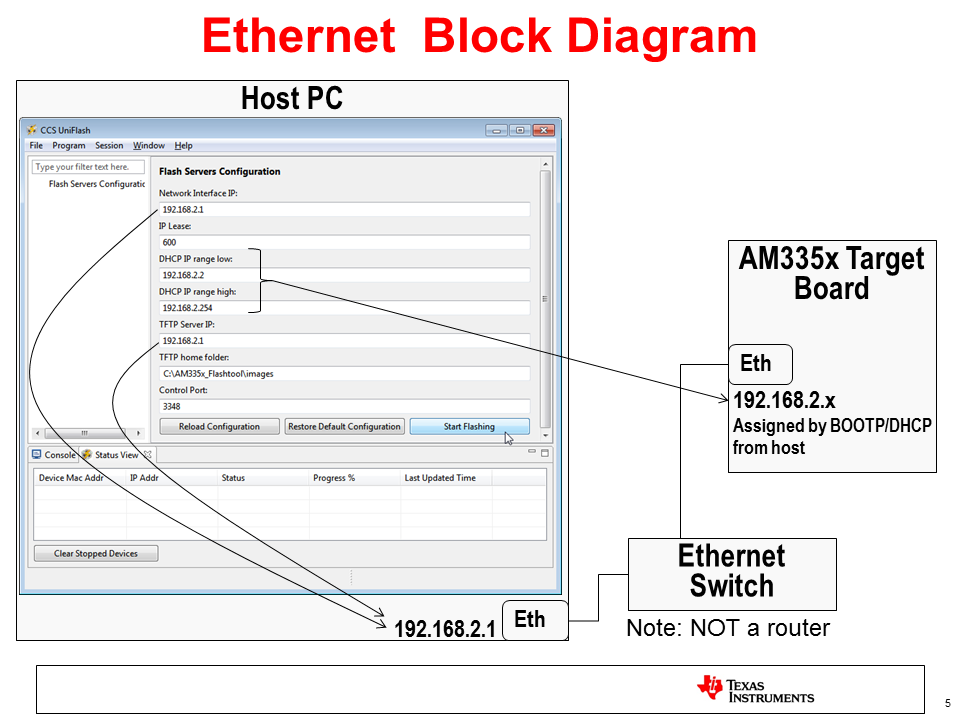 Ethernet  Block Diagram
Host PC
CCS UniFlash
File Program Session Window Help
Type your filter text here.
Flash Servers Configuratic
Flash Servers Configuration
Network Interface IP:
192.168.2.1
IP Lease:
600
DHCP IP range low:
192.168.2.2
DHCP IP range high:
192.168.2.254
TFTP Server IP:
192.168.2.1
TFTP home folder:
C:\AM335x_Flashtool\images
Control Port:
3348
Reload Configuration Restore Default Configuration Start Flashing
Console Status View
Device Mac Addr IP Addr Status Progress % Last Updated Time
Clear Stopped Devices
192.168.2.1 Eth
AM335x Target
Board
Eth
192.168.2.x
Assigned by BOOTP/DHCP
from host
Ethernet
Switch
Note: NOT a router
TEXAS
INSTRUMENTS
5